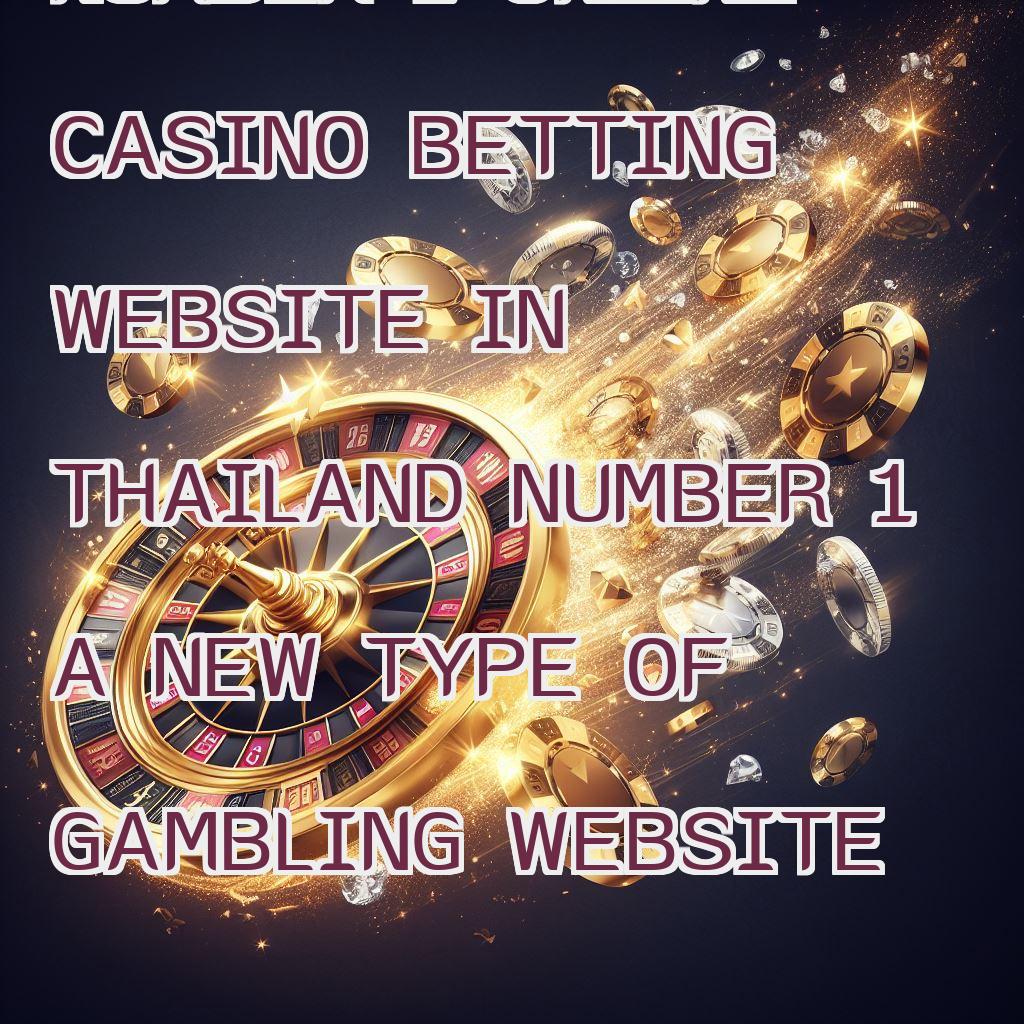 CASINO BETTING
WEBSITE IN
THAILAND NUMBER 1
A NEW TYPE OF
GAMBLING WEBSITE